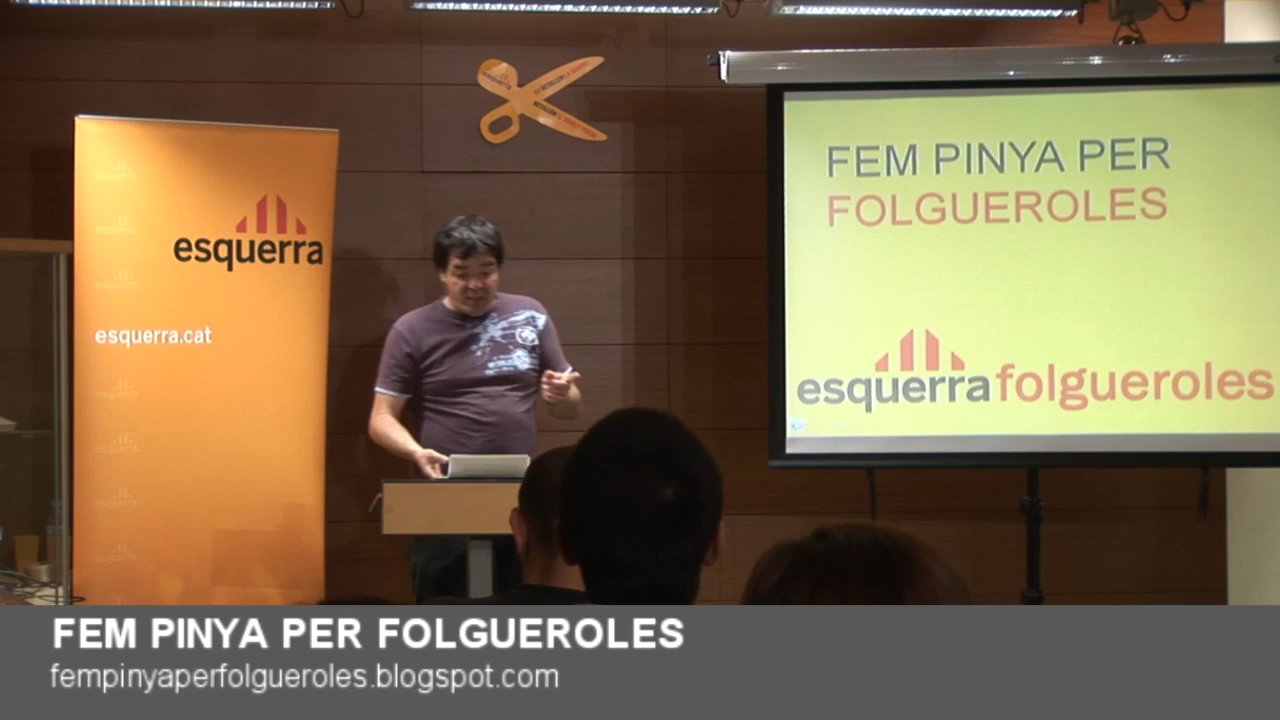 esquerra
esquerra.cat
FEM PINYA PER
FOLGUEROLES
esquerra folgueroles
FEM PINYA PER FOLGUEROLES
fempinyaperfolgueroles.blogspot.com